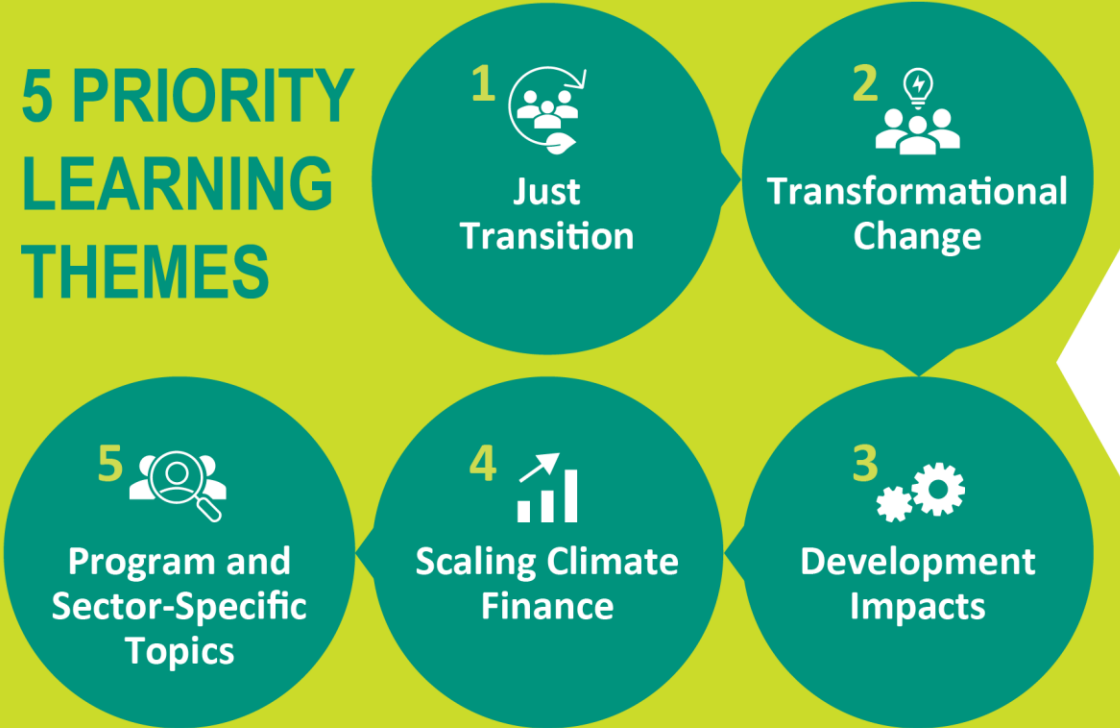 5 PRIORITY
LEARNING
THEMES
1
Just
Transition
2
Transformational
Change
3
Development
Impacts
4
Scaling Climate
Finance
5
Program and
Sector-Specific
Topics